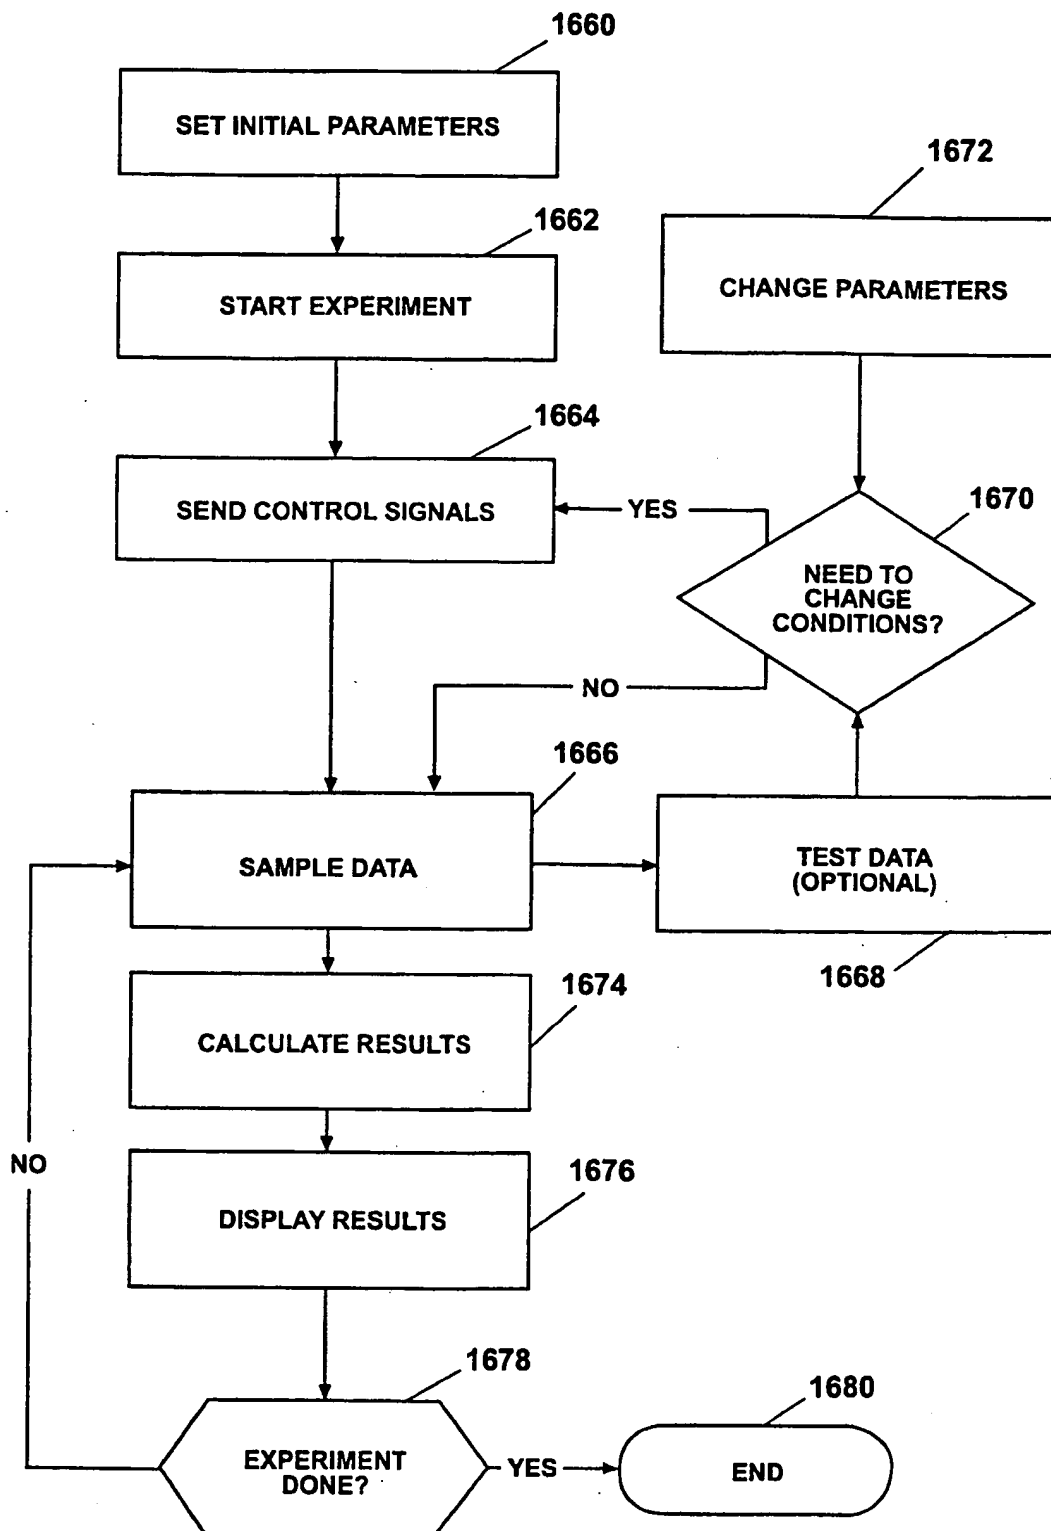 1660
SET INITIAL PARAMETERS
1672
1662
CHANGE PARAMETERS
START EXPERIMENT
1664
SEND CONTROL SIGNALS
YES
1670
NEED TO
CHANGE
CONDITIONS?
NO
1666
SAMPLE DATA
TEST DATA
(OPTIONAL)
1668
1674
CALCULATE RESULTS
NO
1676
DISPLAY RESULTS
1678
1680
EXPERIMENT
DONE?
YES
END